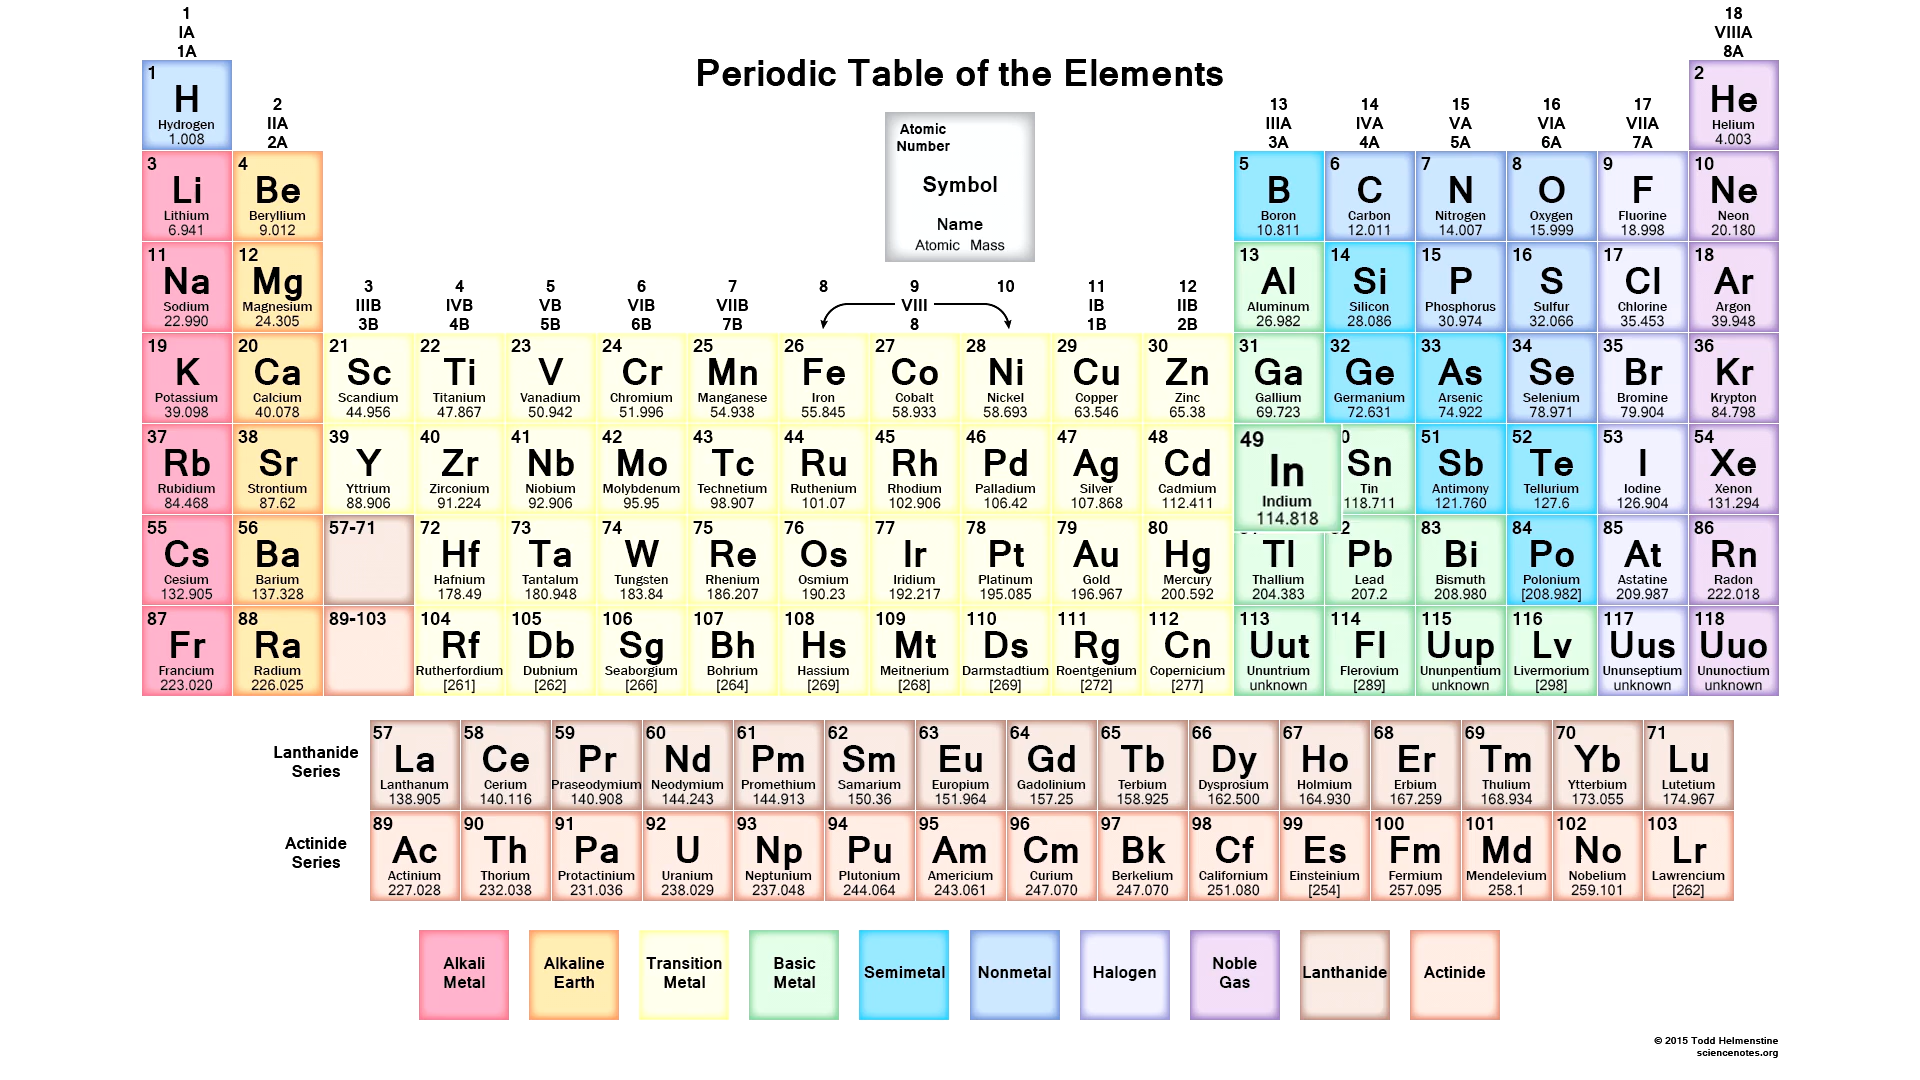 1
IA
1A
18
VIIIA
8A
Periodic Table of the Elements
1
H
Hydrogen
1.008
2
IIA
2A
13
IIIA
3A
14
IVA
4A
15
VA
5A
16
VIA
6A
17
VIIA
7A
2
He
Helium
4.003
Atomic
Number
Symbol
Name
Atomic Mass
3
Li
Lithium
6.941
4
Be
Beryllium
9.012
5
B
Boron
10.811
6
C
Carbon
12.011
7
N
Nitrogen
14.007
8
O
Oxygen
15.999
9
F
Fluorine
18.998
10
Ne
Neon
20.180
11
Na
Sodium
22.990
12
Mg
Magnesium
24.305
3
IIIB
3B
4
IVB
4B
5
VB
5B
6
VIB
6B
7
VIIB
7B
8
9
10
VIII
8
11
IB
1B
12
IIB
2B
13
Al
Aluminum
26.982
14
Si
Silicon
28.086
15
P
Phosphorus
30.974
16
S
Sulfur
32.066
17
Cl
Chlorine
35.453
18
Ar
Argon
39.948
19
K
Potassium
39.098
20
Ca
Calcium
40.078
21
Sc
Scandium
44.956
22
Ti
Titanium
47.867
23
V
Vanadium
50.942
24
Cr
Chromium
51.996
25
Mn
Manganese
54.938
26
Fe
Iron
55.845
27
Co
Cobalt
58.933
28
Ni
Nickel
58.693
29
Cu
Copper
63.546
30
Zn
Zinc
65.38
31
Ga
Gallium
69.723
32
Ge
Germanium
72.631
33
As
Arsenic
74.922
34
Se
Selenium
78.971
35
Br
Bromine
79.904
36
Kr
Krypton
84.798
37
Rb
Rubidium
84.468
38
Sr
Strontium
87.62
39
Y
Yttrium
88.906
40
Zr
Zirconium
91.224
41
Nb
Niobium
92.906
42
Mo
Molybdenum
95.95
43
Tc
Technetium
98.907
44
Ru
Ruthenium
101.07
45
Rh
Rhodium
102.906
46
Pd
Palladium
106.42
47
Ag
Silver
107.868
48
Cd
Cadmium
112.411
49
In
Indium
114.818
0
Sn
Tin
118.711
51
Sb
Antimony
121.760
52
Te
Tellurium
127.6
53
I
Iodine
126.904
54
Xe
Xenon
131.294
55
Cs
Cesium
132.905
56
Ba
Barium
137.328
57-71
72
Hf
Hafnium
178.49
73
Ta
Tantalum
180.948
74
W
Tungsten
183.84
75
Re
Rhenium
186.207
76
Os
Osmium
190.23
77
Ir
Iridium
192.217
78
Pt
Platinum
195.085
79
Au
Gold
196.967
80
Hg
Mercury
200.592
Tl
Thallium
204.383
2
Pb
Lead
207.2
83
Bi
Bismuth
208.980
84
Po
Polonium
[208.982]
85
At
Astatine
209.987
86
Rn
Radon
222.018
87
Fr
Francium
223.020
88
Ra
Radium
226.025
89-103
104
Rf
Rutherfordium
[261]
105
Db
Dubnium
[262]
106
Sg
Seaborgium
[266]
107
Bh
Bohrium
[264]
108
Hs
Hassium
[269]
109
Mt
Meitnerium
[268]
110
Ds
Darmstadtium
[269]
111
Rg
Roentgenium
[272]
112
Cn
Copernicium
[277]
113
Uut
Ununtrium
unknown
114
Fl
Flerovium
[289]
115
Uup
Ununpentium
unknown
116
Lv
Livermorium
[298]
117
Uus
Ununseptium
unknown
118
Uuo
Ununoctium
unknown
Lanthanide
Series
57
La
Lanthanum
138.905
58
Ce
Cerium
140.116
59
Pr
Praseodymium
140.908
60
Nd
Neodymium
144.243
61
Pm
Promethium
144.913
62
Sm
Samarium
150.36
63
Eu
Europium
151.964
64
Gd
Gadolinium
157.25
65
Tb
Terbium
158.925
66
Dy
Dysprosium
162.500
67
Ho
Holmium
164.930
68
Er
Erbium
167.259
69
Tm
Thulium
168.934
70
Yb
Ytterbium
173.055
71
Lu
Lutetium
174.967
Actinide
Series
89
Ac
Actinium
227.028
90
Th
Thorium
232.038
91
Pa
Protactinium
231.036
92
U
Uranium
238.029
93
Np
Neptunium
237.048
94
Pu
Plutonium
244.064
95
Am
Americium
243.061
96
Cm
Curium
247.070
97
Bk
Berkelium
247.070
98
Cf
Californium
251.080
99
Es
Einsteinium
[254]
100
Fm
Fermium
257.095
101
Md
Mendelevium
258.1
102
No
Nobelium
259.101
103
Lr
Lawrencium
[262]
Alkali
Metal
Alkaline
Earth
Transition
Metal
Basic
Metal
Semimetal
Nonmetal
Halogen
Noble
Gas
Lanthanide
Actinide
© 2015 Todd Helmenstine
sciencenotes.org